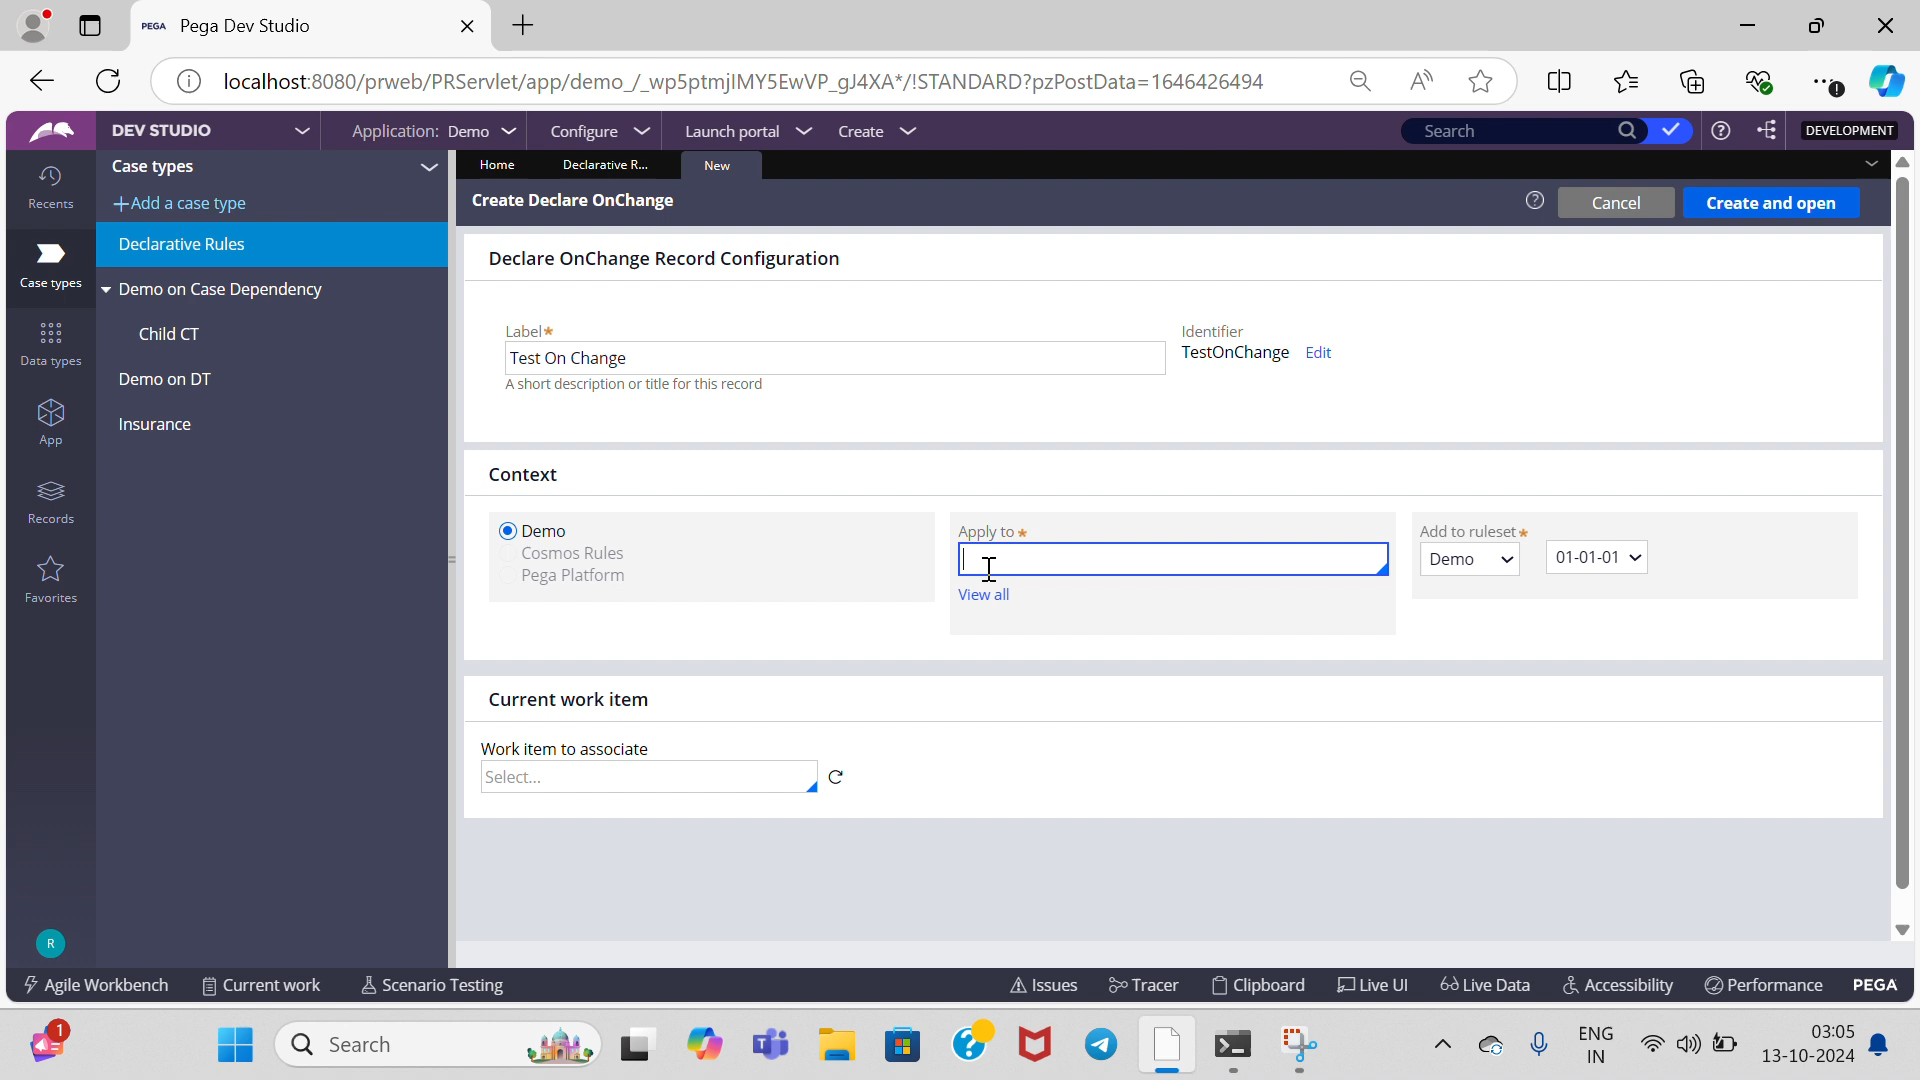 PEGA Pega Dev Studio
localhost:8080/prweb/PRServlet/app/demo_/_wp5ptmjIMY5EwVP_gJ4XA*/!STANDARD?pzPostData=1646426494
DEV STUDIO
Application: Demo
Configure
Launch portal
Create
Search
DEVELOPMENT
Recents
Case types
Data types
App
Records
Favorites
R
Case types
+Add a case type
Declarative Rules
Demo on Case Dependency
Child CT
Demo on DT
Insurance
Home
Declarative R...
New
Create Declare OnChange
Cancel
Create and open
Declare OnChange Record Configuration
Label*
Test On Change
A short description or title for this record
Identifier
TestOnChange Edit
Context
Demo
Cosmos Rules
Pega Platform
Apply to *
View all
Add to ruleset*
Demo
01-01-01
Current work item
Work item to associate
Select...
Agile Workbench
Current work
Scenario Testing
Issues
Tracer
Clipboard
Live UI
Live Data
Accessibility
Performance
PEGA
1
Search
ENG
IN
03:05
13-10-2024